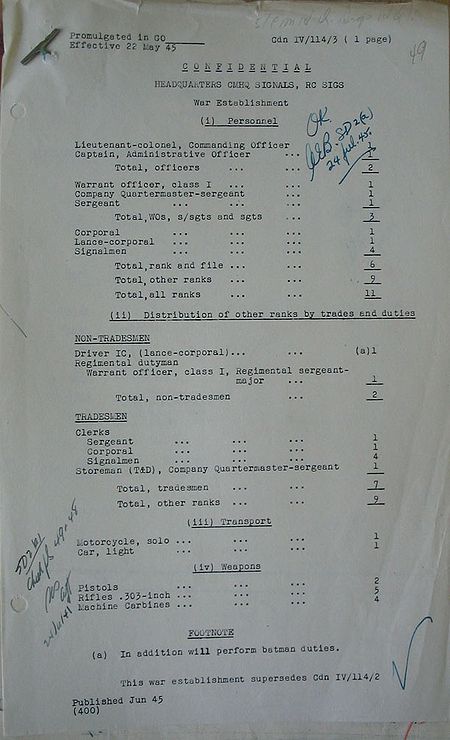 Promulgated in GO
Effective 22 May 45
Cdn IV/114/3 ( 1 page)
49
CONFIDENTIAL
HEADQUARTERS CMHQ SIGNALS, RC SIGS
War Establishment
(i) Personnel
OK
SD2(a)
24 Jul. 45.
Lieutenant-colonel, Commanding Officer 1
Captain, Administrative Officer ... 1
Total, officers ... ... 2
Warrant officer, class I ... ... 1
Company Quartermaster-sergeant ... 1
Sergeant ... ... ... 1
Total, WOs, s/sgts and sgts ... 3
Corporal ... ... ... 1
Lance-corporal ... ... ... 1
Signalmen ... ... ... 4
Total, rank and file ... ... 6
Total, other ranks ... ... 9
Total, all ranks ... ... 11
(ii) Distribution of other ranks by trades and duties
NON-TRADESMEN
Driver IC, (lance-corporal)... ... (a)1
Regimental dutyman
Warrant officer, class I, Regimental sergeant-
major ... 1
Total, non-tradesmen ... 2
TRADESMEN
Clerks
Sergeant ... ... ... 1
Corporal ... ... ... 1
Signalmen ... ... ... 4
Storeman (T&D), Company Quartermaster-sergeant 1
Total, tradesmen ... ... 7
Total, other ranks ... ... 9
(iii) Transport
Motorcycle, solo ... ... ... 1
Car, light ... ... ... 1
(iv) Weapons
Pistols ... ... ... 2
Rifles .303-inch ... ... ... 5
Machine Carbines ... ... ... 4
FOOTNOTE
(a) In addition will perform batman duties.
This war establishment supersedes Cdn IV/114/2
Published Jun 45
(400)